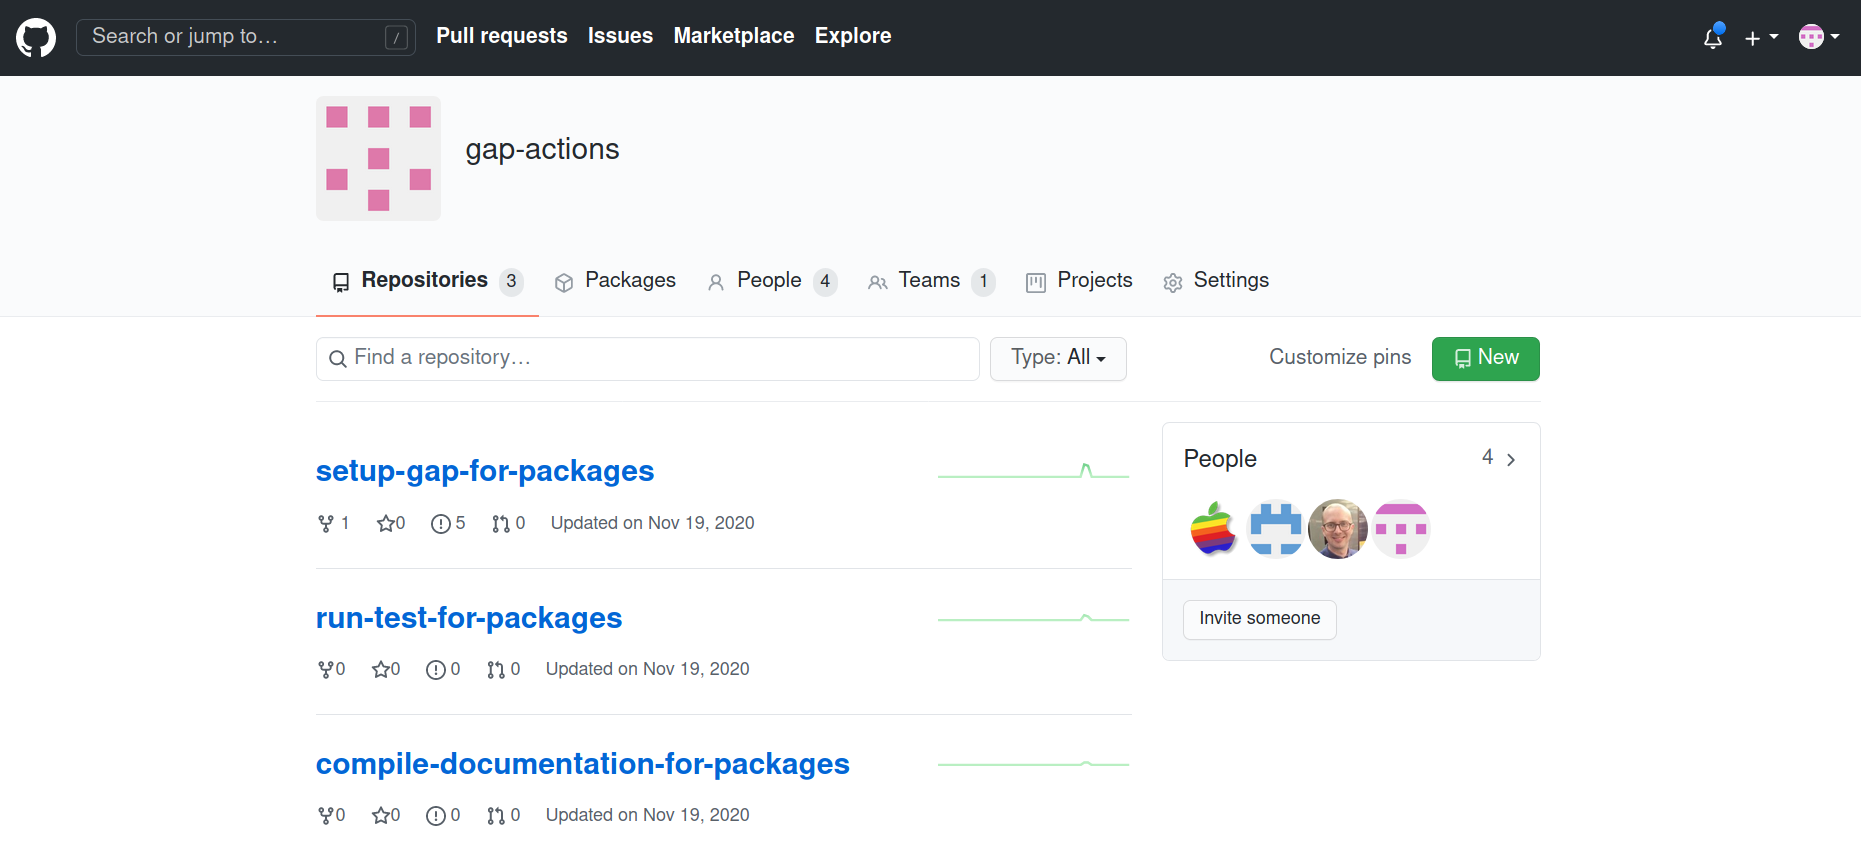 Search or jump to… / Pull requests Issues Marketplace Explore
gap-actions
Repositories 3 Packages People 4 Teams 1 Projects Settings
Find a repository… Type: All Customize pins New
setup-gap-for-packages
1 0 5 0 Updated on Nov 19, 2020
run-test-for-packages
0 0 0 0 Updated on Nov 19, 2020
compile-documentation-for-packages
0 0 0 0 Updated on Nov 19, 2020
People 4
Invite someone